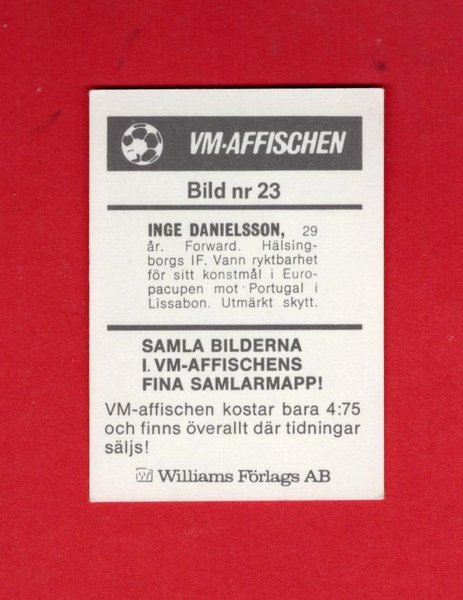 VM-AFFISCHEN
Bild nr 23
INGE DANIELSSON, 29
år. Forward. Hälsing-
borgs IF. Vann ryktbarhet
för sitt konstmål i Euro-
pacupen mot Portugal i
Lissabon. Utmärkt skytt.
SAMLA BILDERNA
I. VM-AFFISCHENS
FINA SAMLARMAPP!
VM-affischen kostar bara 4:75
och finns överallt där tidningar
säljs!
Wf Williams Förlags AB